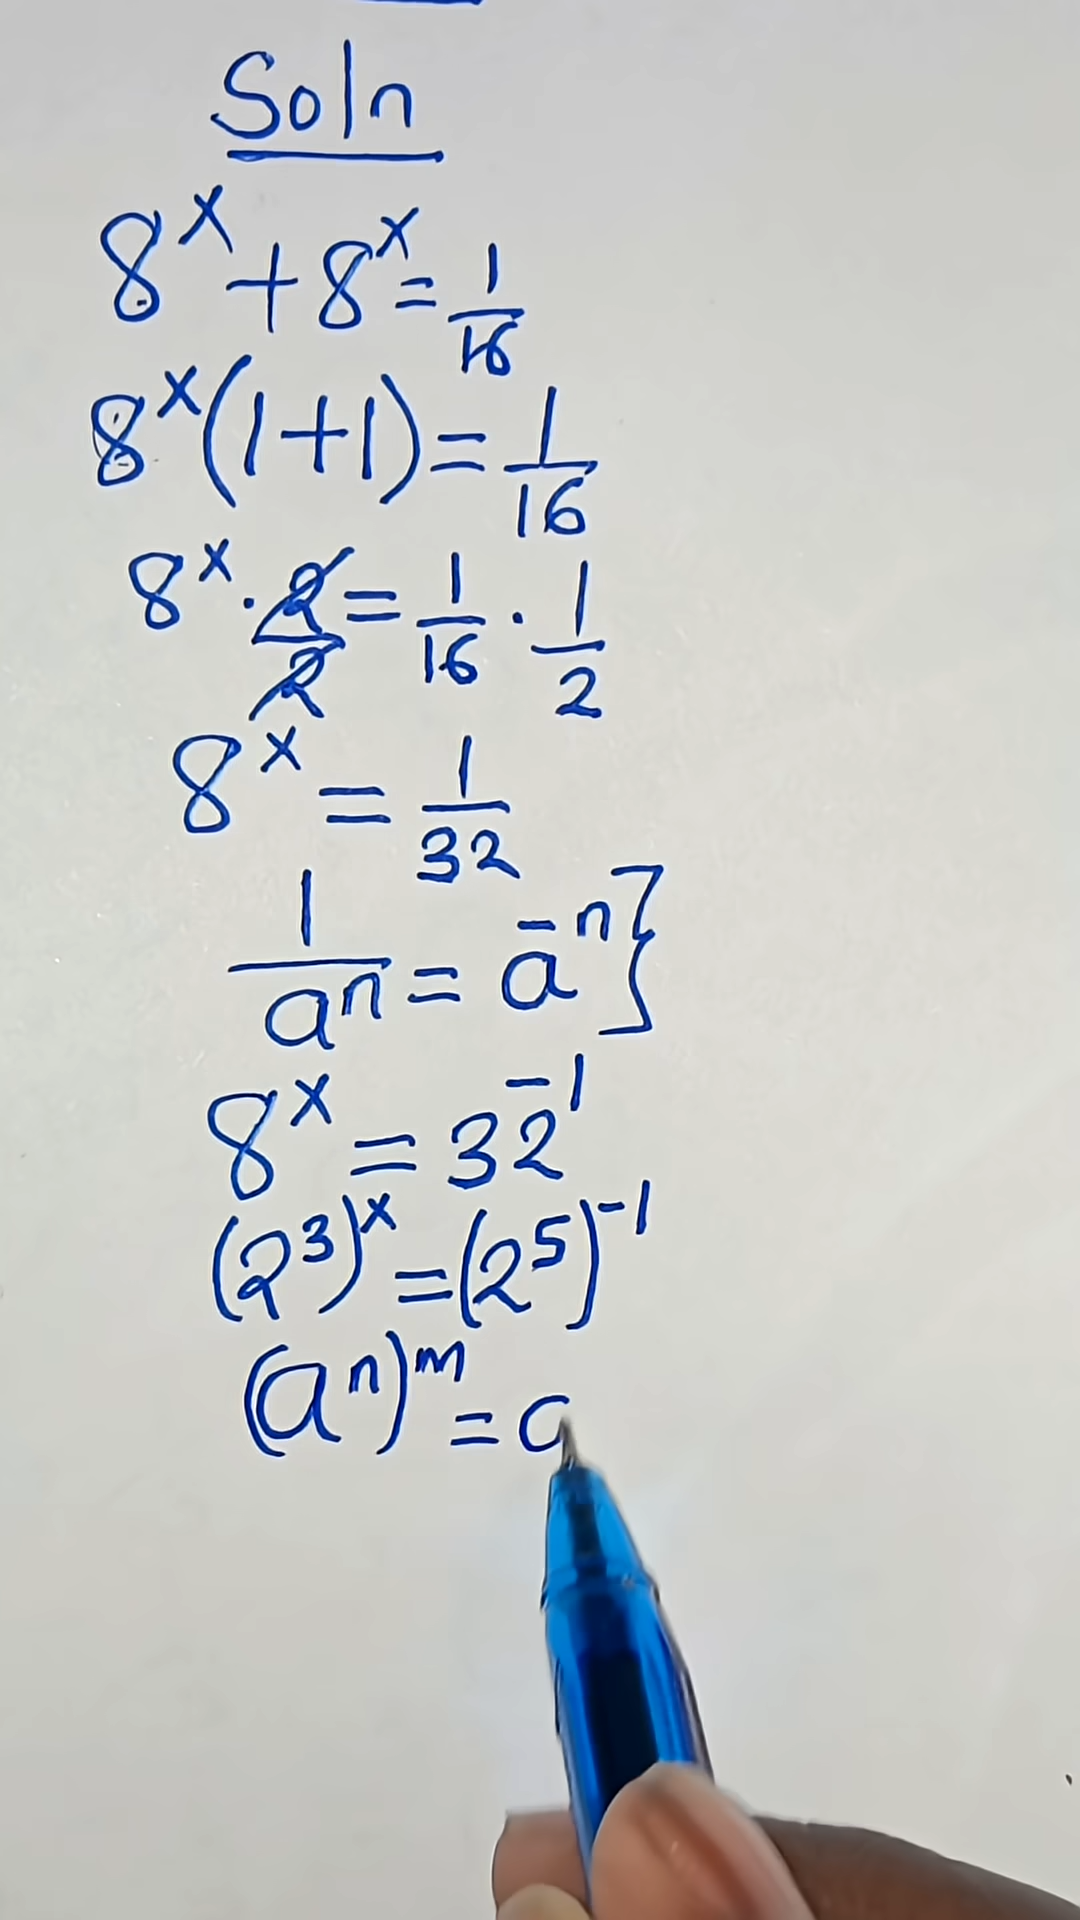 Soln
8^x + 8^x = 1/16
8^x(1+1) = 1/16
8^x · 2/2 = 1/16 · 1/2
8^x = 1/32
1/a^n = a^-n}
8^x = 32^-1
(2^3)^x = (2^5)^-1
(a^n)^m = a